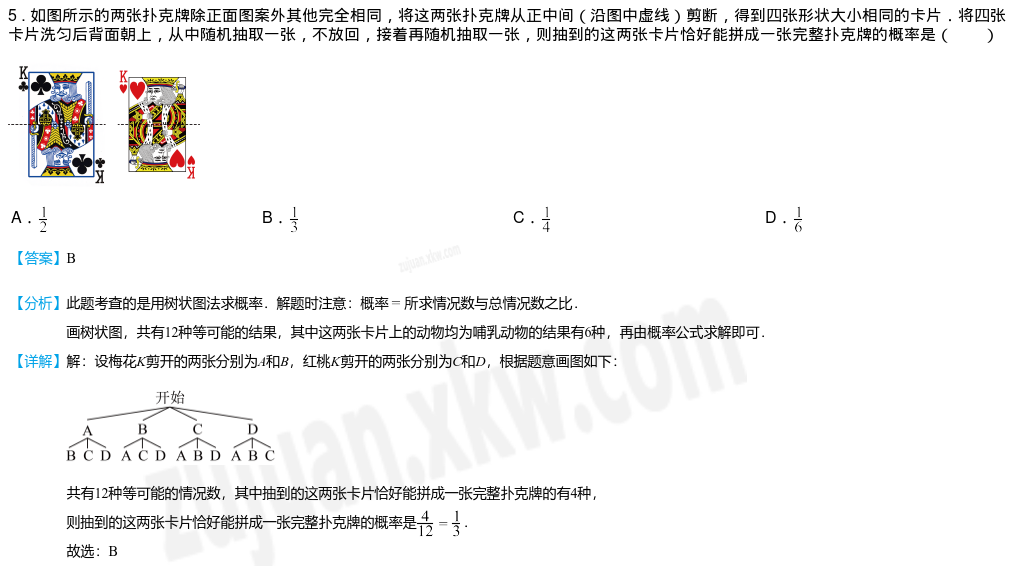 5．如图所示的两张扑克牌除正面图案外其他完全相同，将这两张扑克牌从正中间（沿图中虚线）剪断，得到四张形状大小相同的卡片．将四张
卡片洗匀后背面朝上，从中随机抽取一张，不放回，接着再随机抽取一张，则抽到的这两张卡片恰好能拼成一张完整扑克牌的概率是（　　）
K K
K K
A．1/2 B．1/3 C．1/4 D．1/6
【答案】B
【分析】此题考查的是用树状图法求概率．解题时注意：概率＝所求情况数与总情况数之比．
画树状图，共有12种等可能的结果，其中这两张卡片上的动物均为哺乳动物的结果有6种，再由概率公式求解即可．
【详解】解：设梅花K剪开的两张分别为A和B，红桃K剪开的两张分别为C和D，根据题意画图如下：
开始
A B C D
B C D A C D A B D A B C
共有12种等可能的情况数，其中抽到的这两张卡片恰好能拼成一张完整扑克牌的有4种，
则抽到的这两张卡片恰好能拼成一张完整扑克牌的概率是4/12＝1/3．
故选：B
zujuan.xkw.com
zujuan.xkw.com